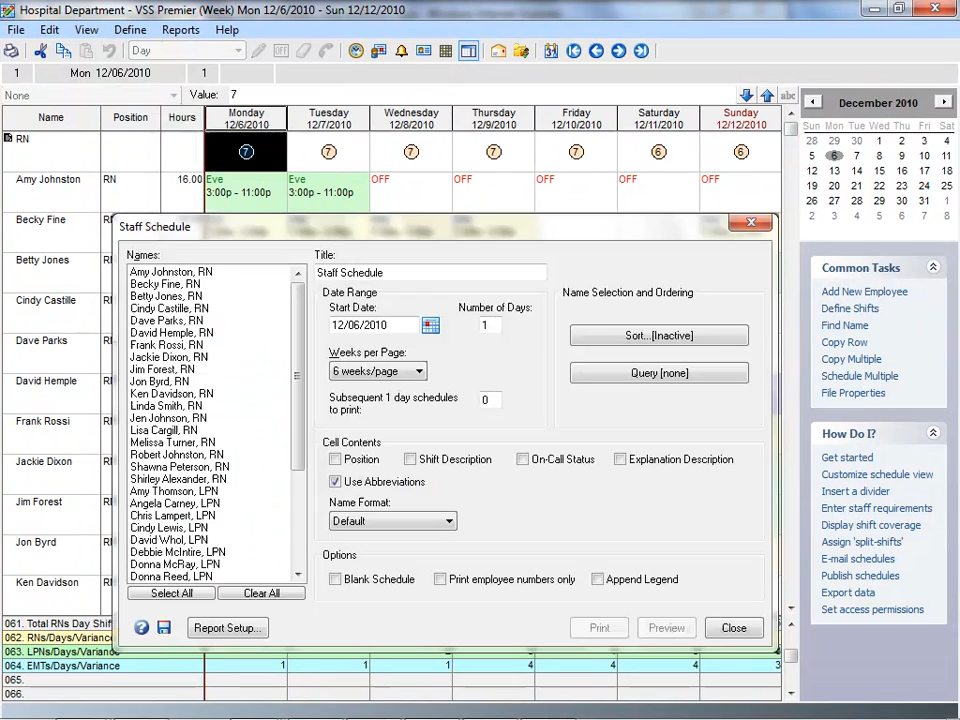 Hospital Department - VSS Premier (Week) Mon 12/6/2010 - Sun 12/12/2010
File Edit View Define Reports Help
Day OFF
1 Mon 12/06/2010 1
None Value: 7 abc
Name Position Hours Monday 12/6/2010 Tuesday 12/7/2010 Wednesday 12/8/2010 Thursday 12/9/2010 Friday 12/10/2010 Saturday 12/11/2010 Sunday 12/12/2010
RN 7 7 7 7 7 6 6
Amy Johnston RN 16.00 Eve Eve OFF OFF OFF OFF OFF
3:00p - 11:00p 3:00p - 11:00p
Becky Fine
Betty Jones
Cindy Castile
Dave Parks
David Hemple
Frank Rossi
Jackie Dixon
Jim Forest
Jon Byrd
Ken Davidson
061. Total RNs Day Shif
062. RNs/Days/Variance
063. LPNs/Days/Variance
064. EMTs/Days/Variance 1 1 1 4 4 4 3
065.
066.
Staff Schedule
Names:
Amy Johnston, RN
Becky Fine, RN
Betty Jones, RN
Cindy Castile, RN
Dave Parks, RN
David Hemple, RN
Frank Rossi, RN
Jackie Dixon, RN
Jim Forest, RN
Jon Byrd, RN
Ken Davidson, RN
Linda Smith, RN
Jen Johnson, RN
Lisa Cargill, RN
Melissa Turner, RN
Robert Johnston, RN
Shawna Peterson, RN
Shirley Alexander, RN
Amy Thomson, LPN
Angela Carney, LPN
Chris Lampert, LPN
Cindy Lewis, LPN
David Whol, LPN
Debbie McIntire, LPN
Donna McRay, LPN
Donna Reed, LPN
Select All Clear All
Title:
Staff Schedule
Date Range
Start Date: Number of Days:
12/06/2010 1
Weeks per Page:
6 weeks/page
Subsequent 1 day schedules
to print: 0
Name Selection and Ordering
Sort...[Inactive]
Query [none]
Cell Contents
Position Shift Description On-Call Status Explanation Description
Use Abbreviations
Name Format:
Default
Options
Blank Schedule Print employee numbers only Append Legend
Report Setup... Print Preview Close
December 2010
Sun Mon Tue Wed Thu Fri Sat
28 29 30 1 2 3 4
5 6 7 8 9 10 11
12 13 14 15 16 17 18
19 20 21 22 23 24 25
26 27 28 29 30 31 1
2 3 4 5 6 7 8
Common Tasks
Add New Employee
Define Shifts
Find Name
Copy Row
Copy Multiple
Schedule Multiple
File Properties
How Do I?
Get started
Customize schedule view
Insert a divider
Enter staff requirements
Display shift coverage
Assign 'split-shifts'
E-mail schedules
Publish schedules
Export data
Set access permissions